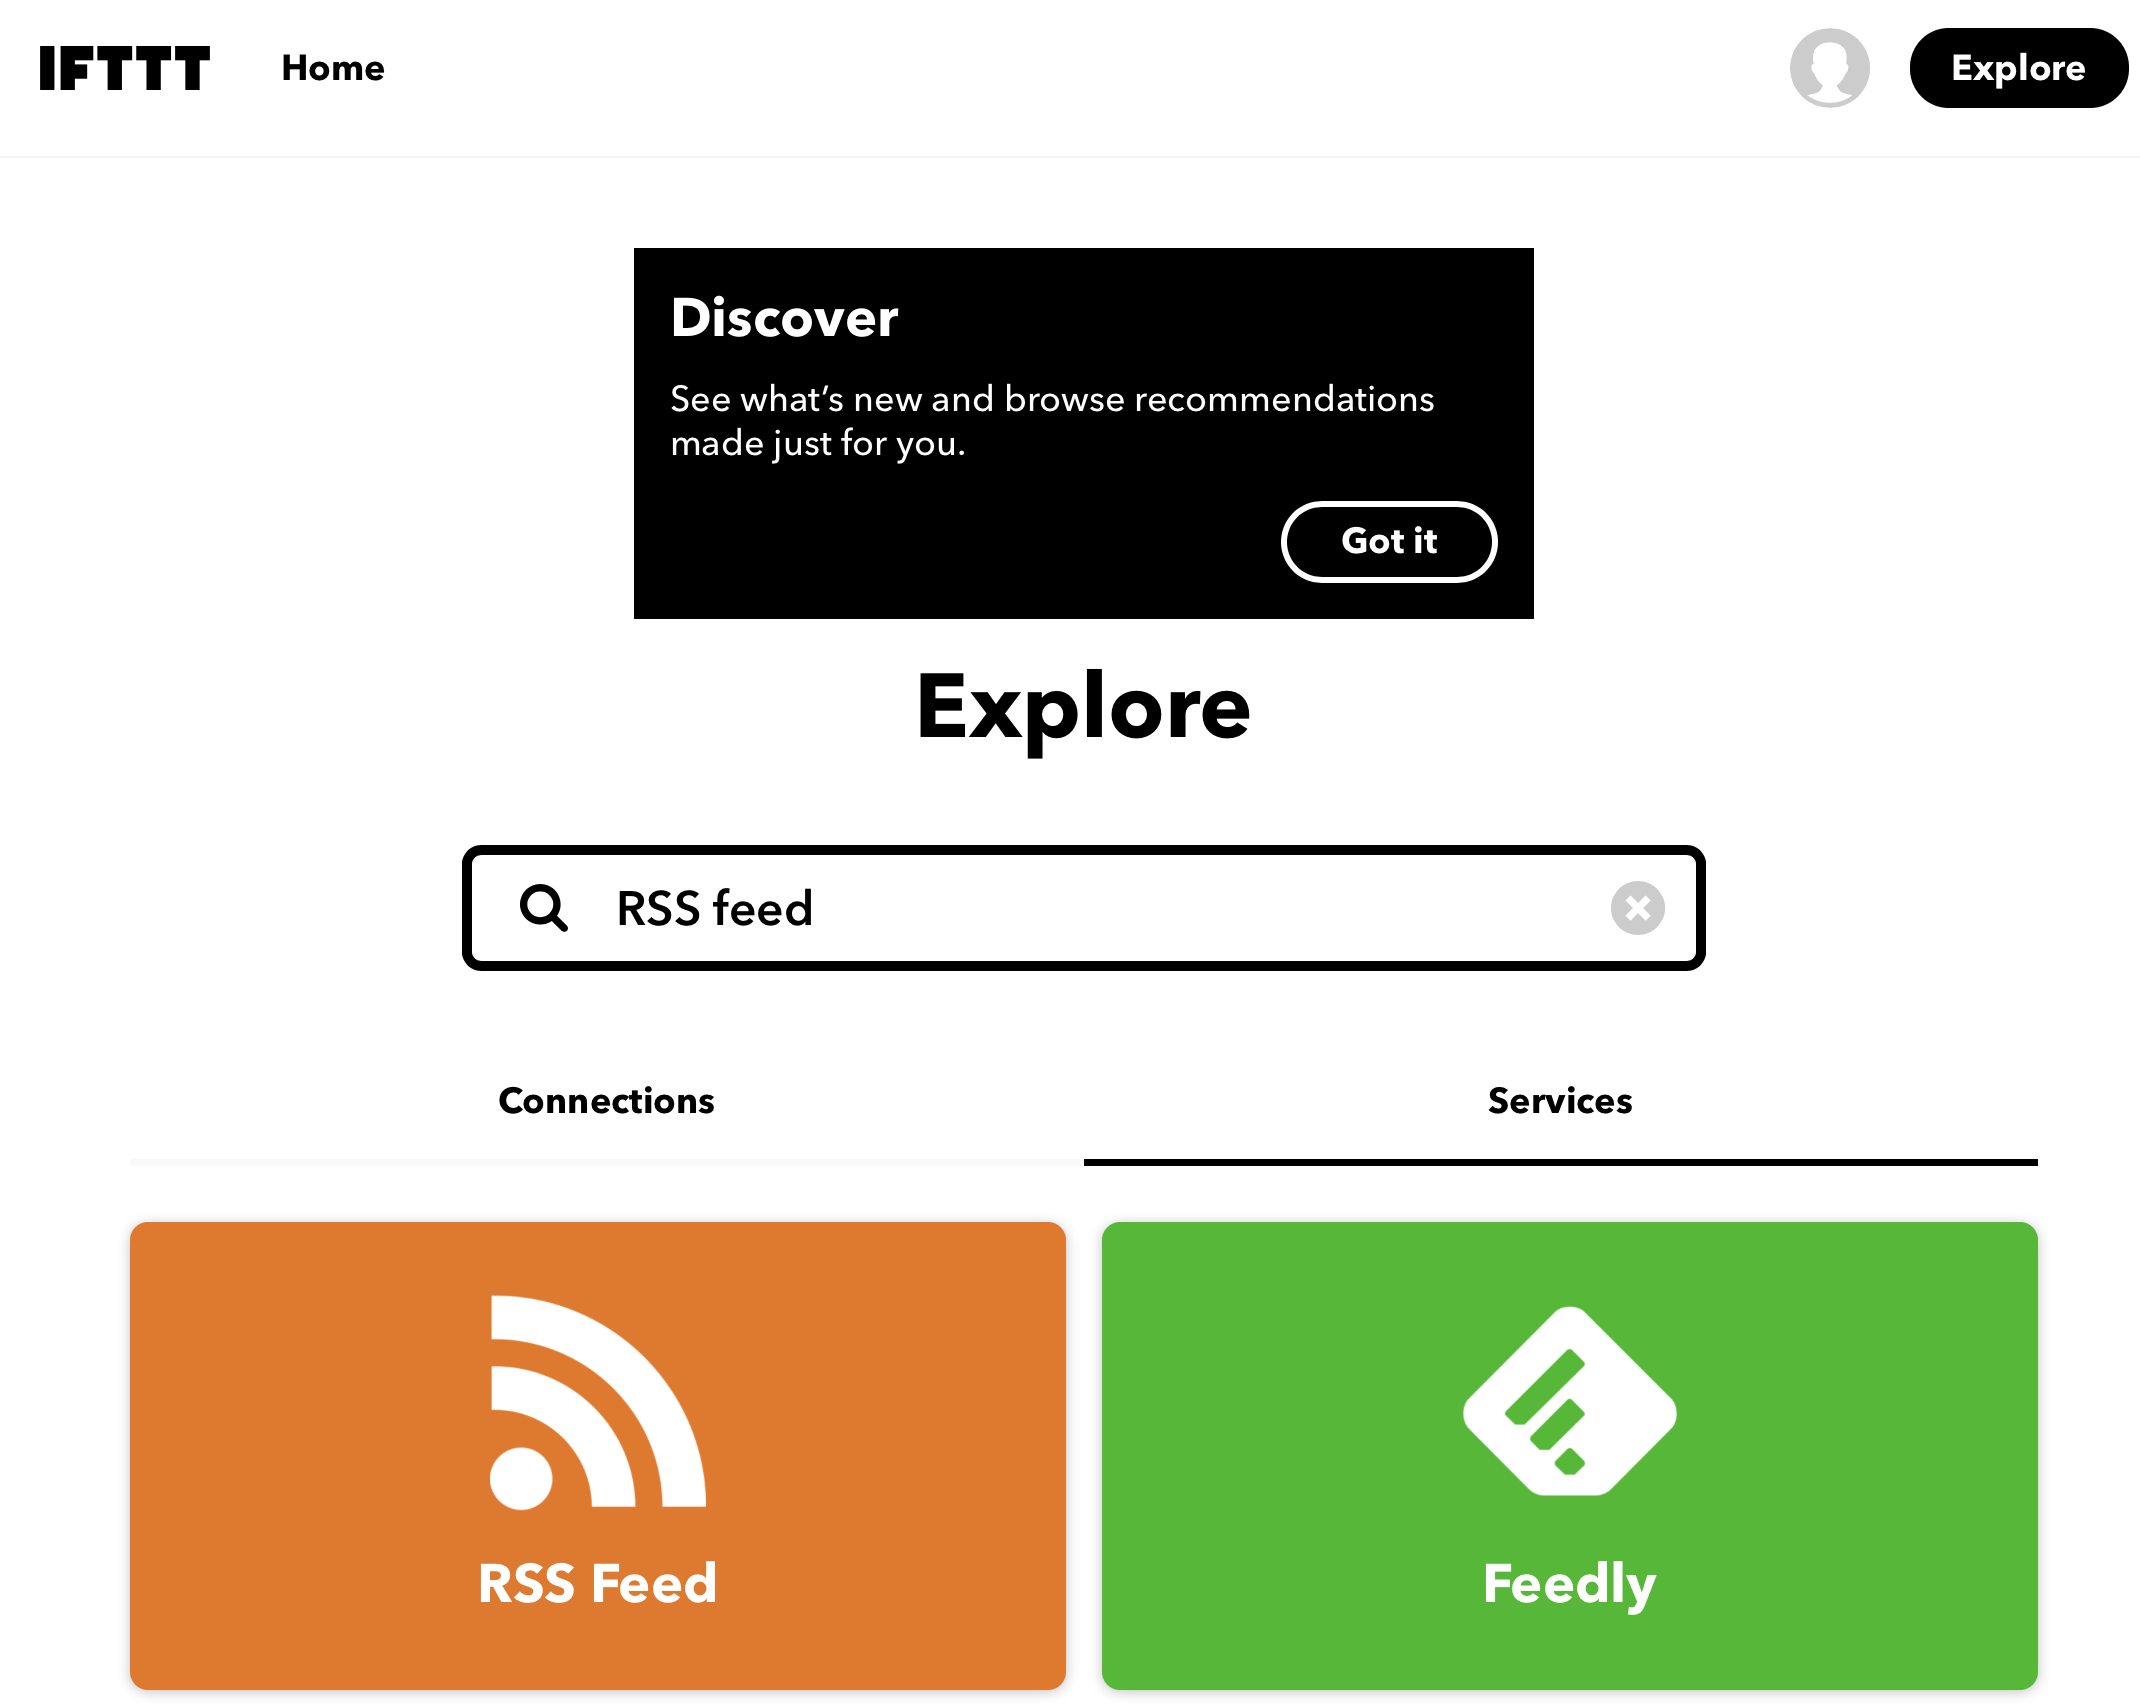 IFTTT
Home
Explore
Discover
See what's new and browse recommendations
made just for you.
Got it
Explore
RSS feed
Connections
Services
RSS Feed
Feedly